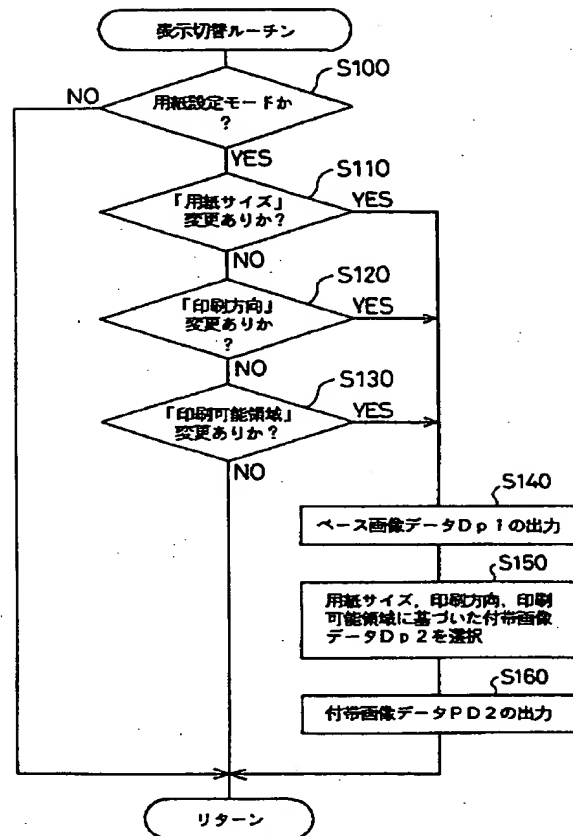 表示切替ルーチン
S100
NO
用紙設定モードか
?
YES
S110
「用紙サイズ」
変更ありか?
YES
NO
S120
「印刷方向」
変更ありか
?
YES
NO
S130
「印刷可能領域」
変更ありか?
YES
NO
S140
ベース画像データDp1の出力
S150
用紙サイズ,印刷方向,印刷
可能領域に基づいた付帯画像
データDp2を選択
S160
付帯画像データPD2の出力
リターン